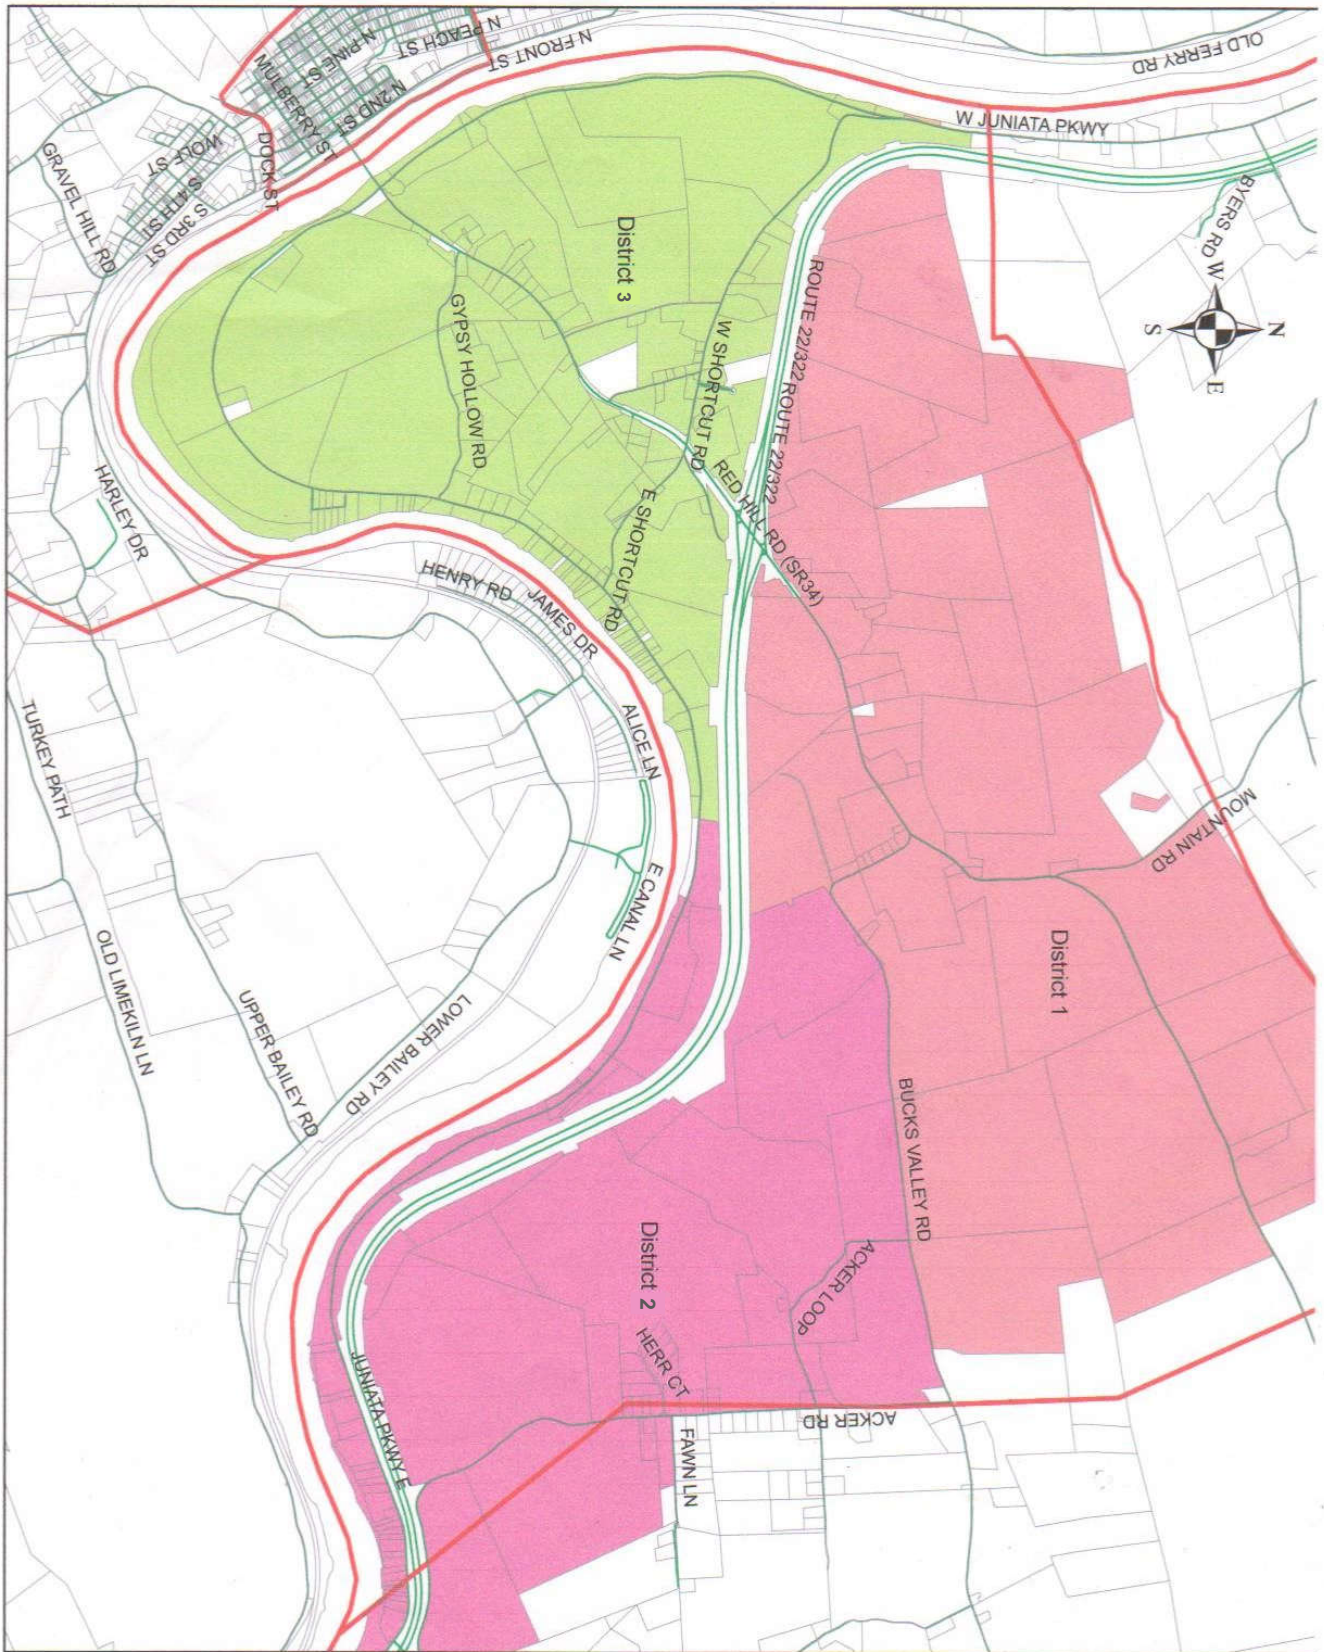 OLD FERRY RD
N FRONT ST
N PEACH ST
N PINE ST
N 2ND ST
MULBERRY ST
W JUNIATA PKWY
BYERS RD
N
W
E
S
DOCK ST
WOLF ST
S 4TH ST
S 3RD ST
GRAVEL HILL RD
District 3
ROUTE 22/322
ROUTE 22/322
GYPSY HOLLOW RD
W SHORTCUT RD
RED HILL RD (SR34)
E SHORTCUT RD
HARLEY DR
HENRY RD
JAMES DR
ALICE LN
E CANAL LN
TURKEY PATH
MOUNTAIN RD
District 1
OLD LIMEKILN LN
UPPER BAILEY RD
LOWER BAILEY RD
BUCKS VALLEY RD
District 2
ACKER LOOP
HERR CT
JUNIATA PKWY E
ACKER RD
FAWN LN